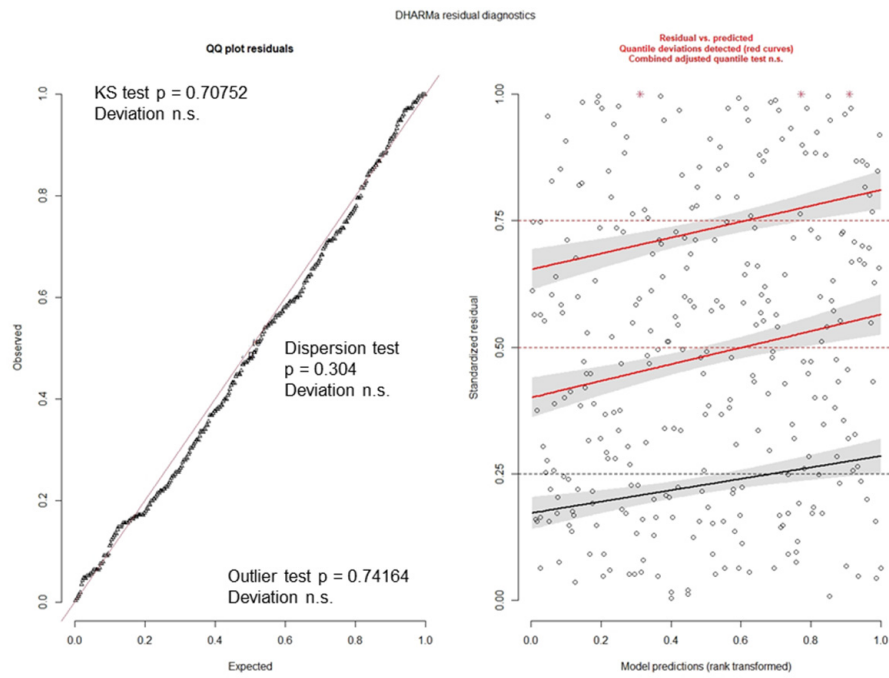 DHARMa residual diagnostics
QQ plot residuals
KS test p = 0.70752
Deviation n.s.
Dispersion test
p = 0.304
Deviation n.s.
Outlier test p = 0.74164
Deviation n.s.
Observed
0.0
0.2
0.4
0.6
0.8
1.0
0.0 0.2 0.4 0.6 0.8 1.0
Expected
Residual vs. predicted
Quantile deviations detected (red curves)
Combined adjusted quantile test n.s.
Standardized residual
0.00
0.25
0.50
0.75
1.00
0.0 0.2 0.4 0.6 0.8 1.0
Model predictions (rank transformed)